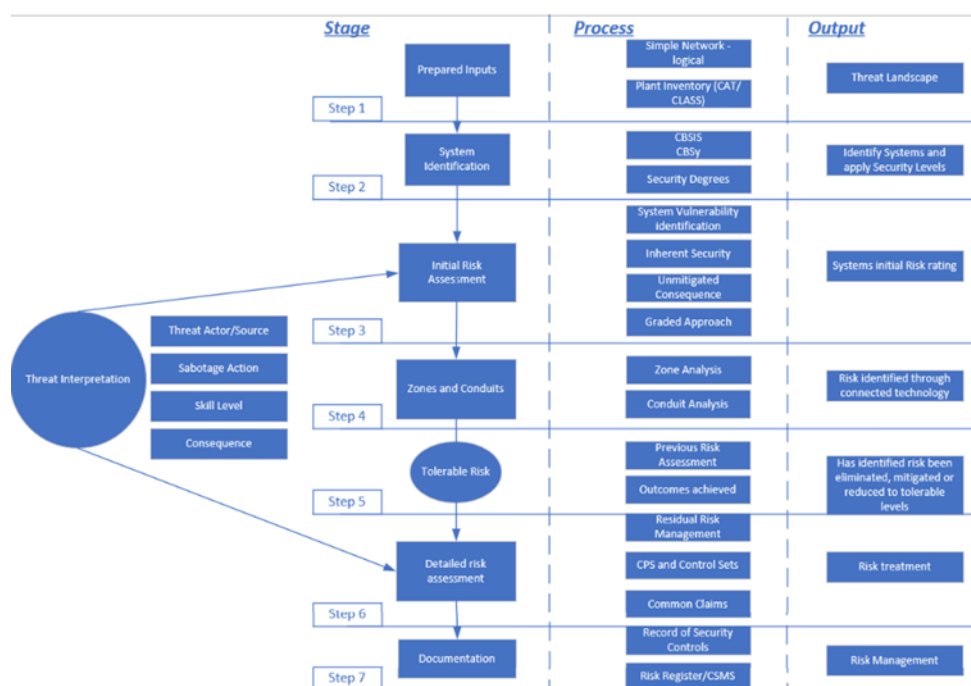 Stage
Process
Output
Prepared Inputs
Simple Network -
logical
Plant Inventory (CAT/
CLASS)
Threat Landscape
Step 1
System
Identification
CBSIS
CBSy
Security Degrees
Identify Systems and
apply Security Levels
Step 2
Initial Risk
Assessment
System Vulnerability
identification
Inherent Security
Unmitigated
Consequence
Graded Approach
Systems initial Risk rating
Step 3
Threat Interpretation
Threat Actor/Source
Sabotage Action
Skill Level
Consequence
Zones and Conduits
Zone Analysis
Conduit Analysis
Risk identified through
connected technology
Step 4
Tolerable Risk
Previous Risk
Assessment
Outcomes achieved
Has identified risk been
eliminated, mitigated or
reduced to tolerable
levels
Step 5
Detailed risk
assessment
Residual Risk
Management
CPS and Control Sets
Common Claims
Risk treatment
Step 6
Documentation
Record of Security
Controls
Risk Register/CSMS
Risk Management
Step 7